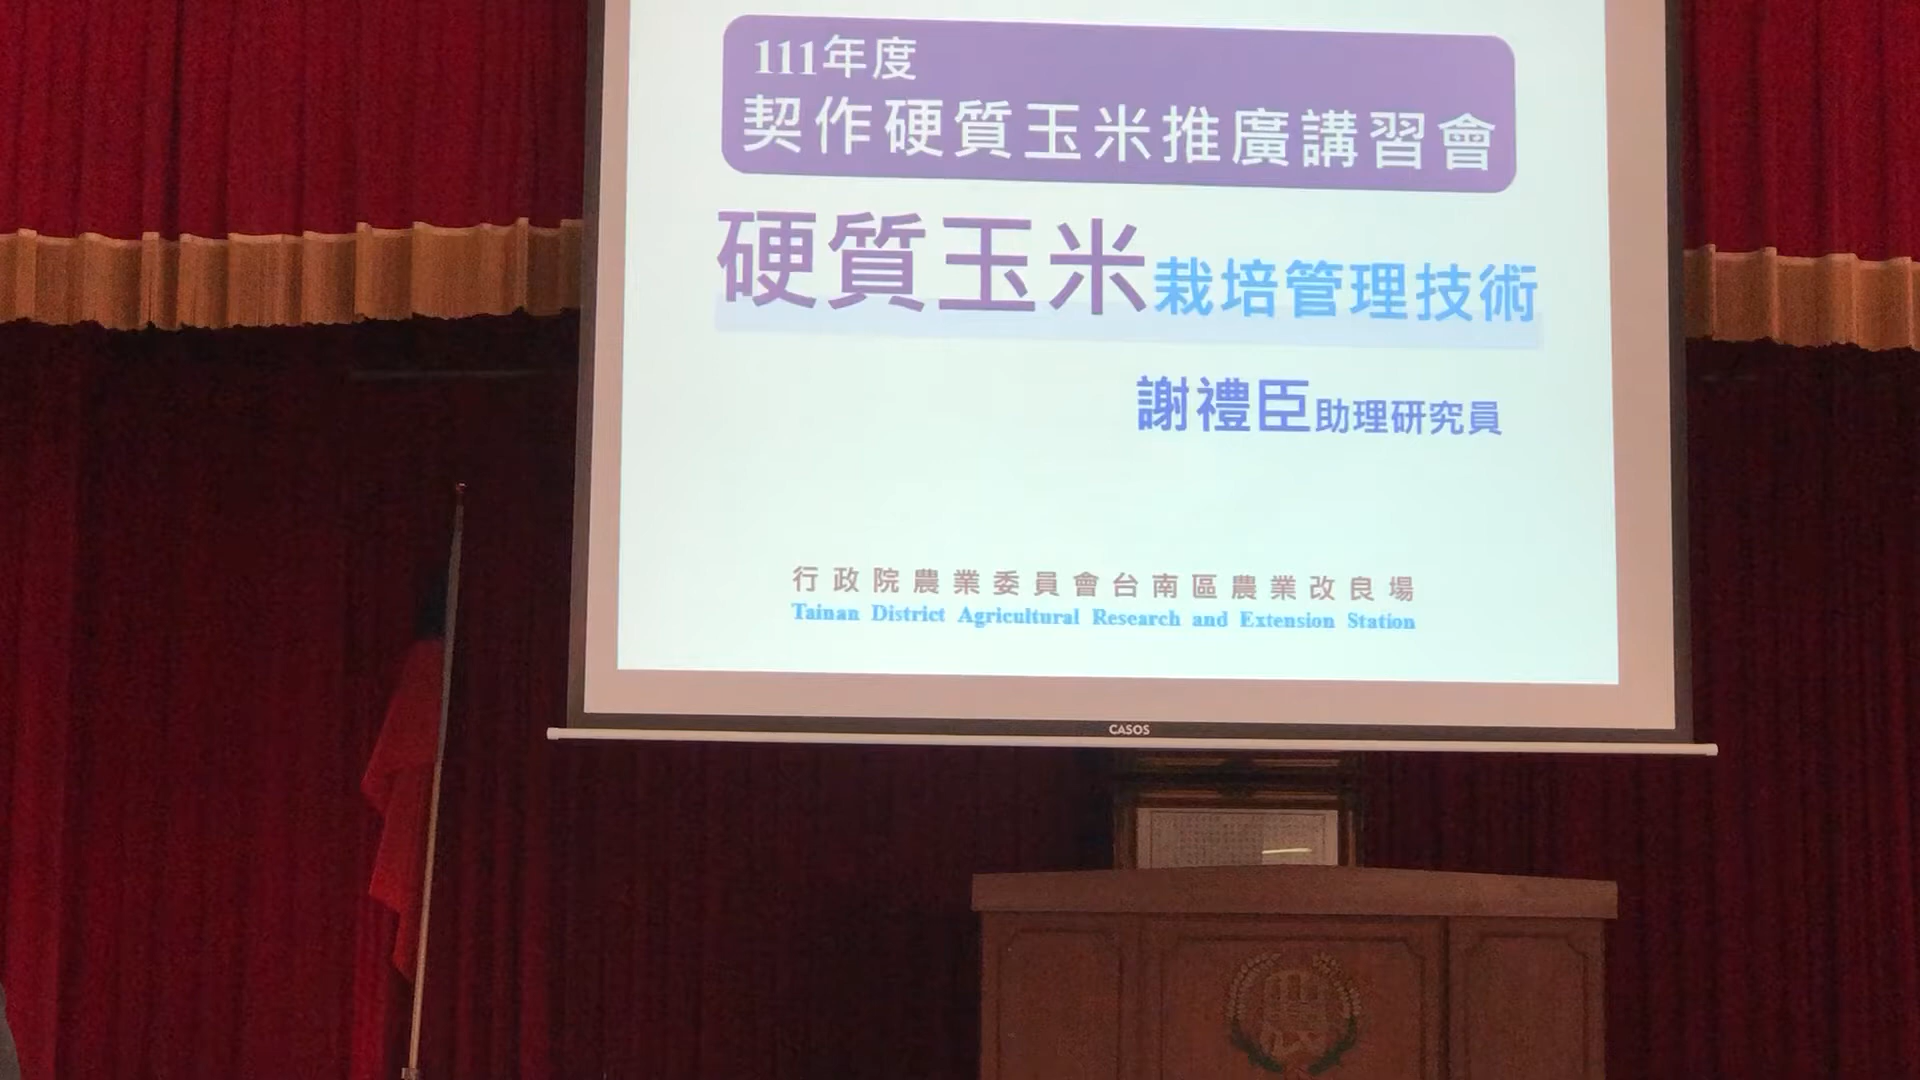 111年度
契作硬質玉米推廣講習會
硬質玉米栽培管理技術
謝禮臣助理研究員
行政院農業委員會台南區農業改良場
Tainan District Agricultural Research and Extension Station
CASOS